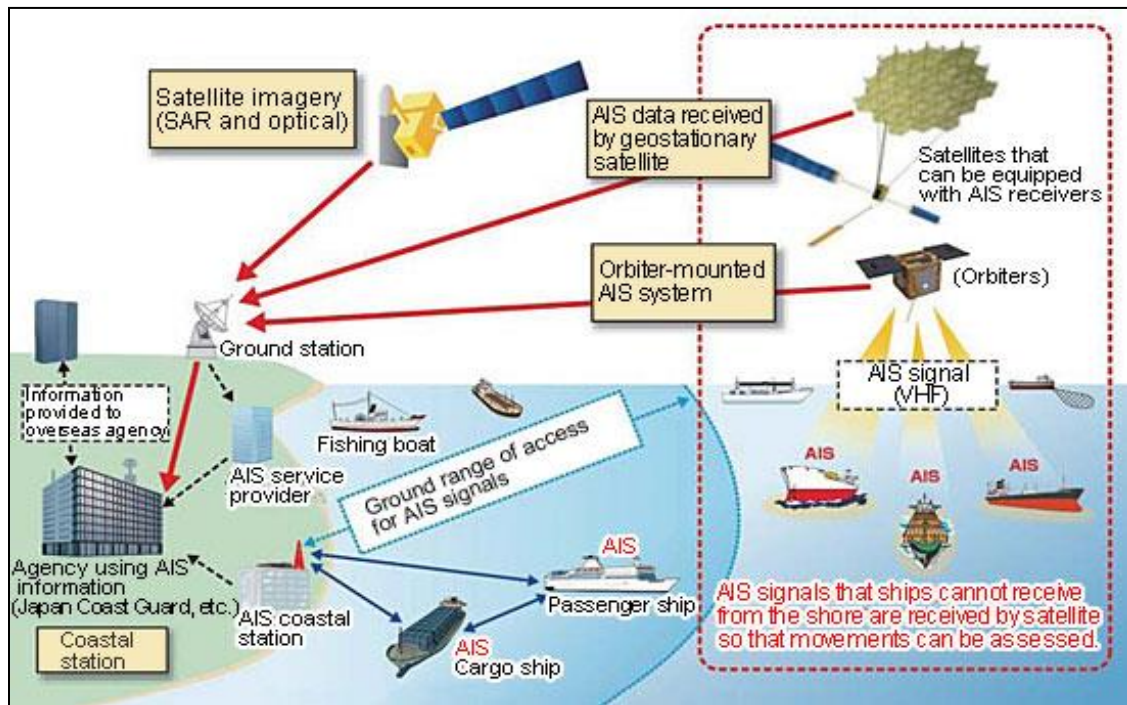 Satellite imagery
(SAR and optical)
AIS data received
by geostationary
satellite
Satellites that
can be equipped
with AIS receivers
Orbiter-mounted
AIS system
(Orbiters)
Ground station
AIS signal
(VHF)
Information
provided to
overseas agency
Fishing boat
AIS service
provider
Ground range of access
for AIS signals
AIS
AIS
AIS
AIS
Passenger ship
Agency using AIS
information
(Japan Coast Guard, etc.)
AIS coastal
station
AIS
Cargo ship
Coastal
station
AIS signals that ships cannot receive
from the shore are received by satellite
so that movements can be assessed.